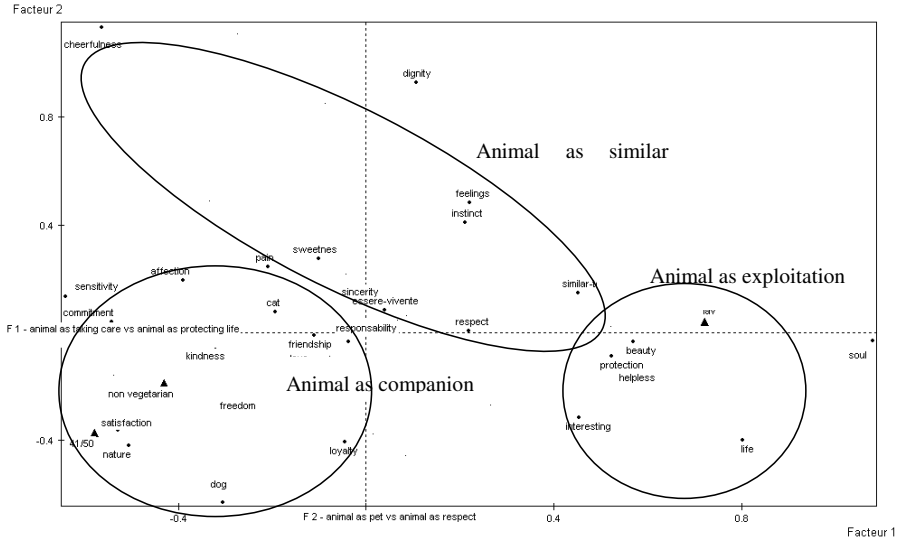 Facteur 2
cheerfulness
dignity
0.8
Animal as similar
feelings
instinct
0.4
sweetnes
pain
affection
Animal as exploitation
sensitivity
sincerity
similar-ti
cat
essere-vivente
commitment
respect
responsability
F 1 - animal as taking care vs animal as protecting life
friendship
beauty
soul
kindness
protection
helpless
Animal as companion
non vegetarian
freedom
satisfaction
interesting
41/50
-0.4
nature
loyalty
life
dog
-0.4
F 2 - animal as pet vs animal as respect
0.4
0.8
Facteur 1